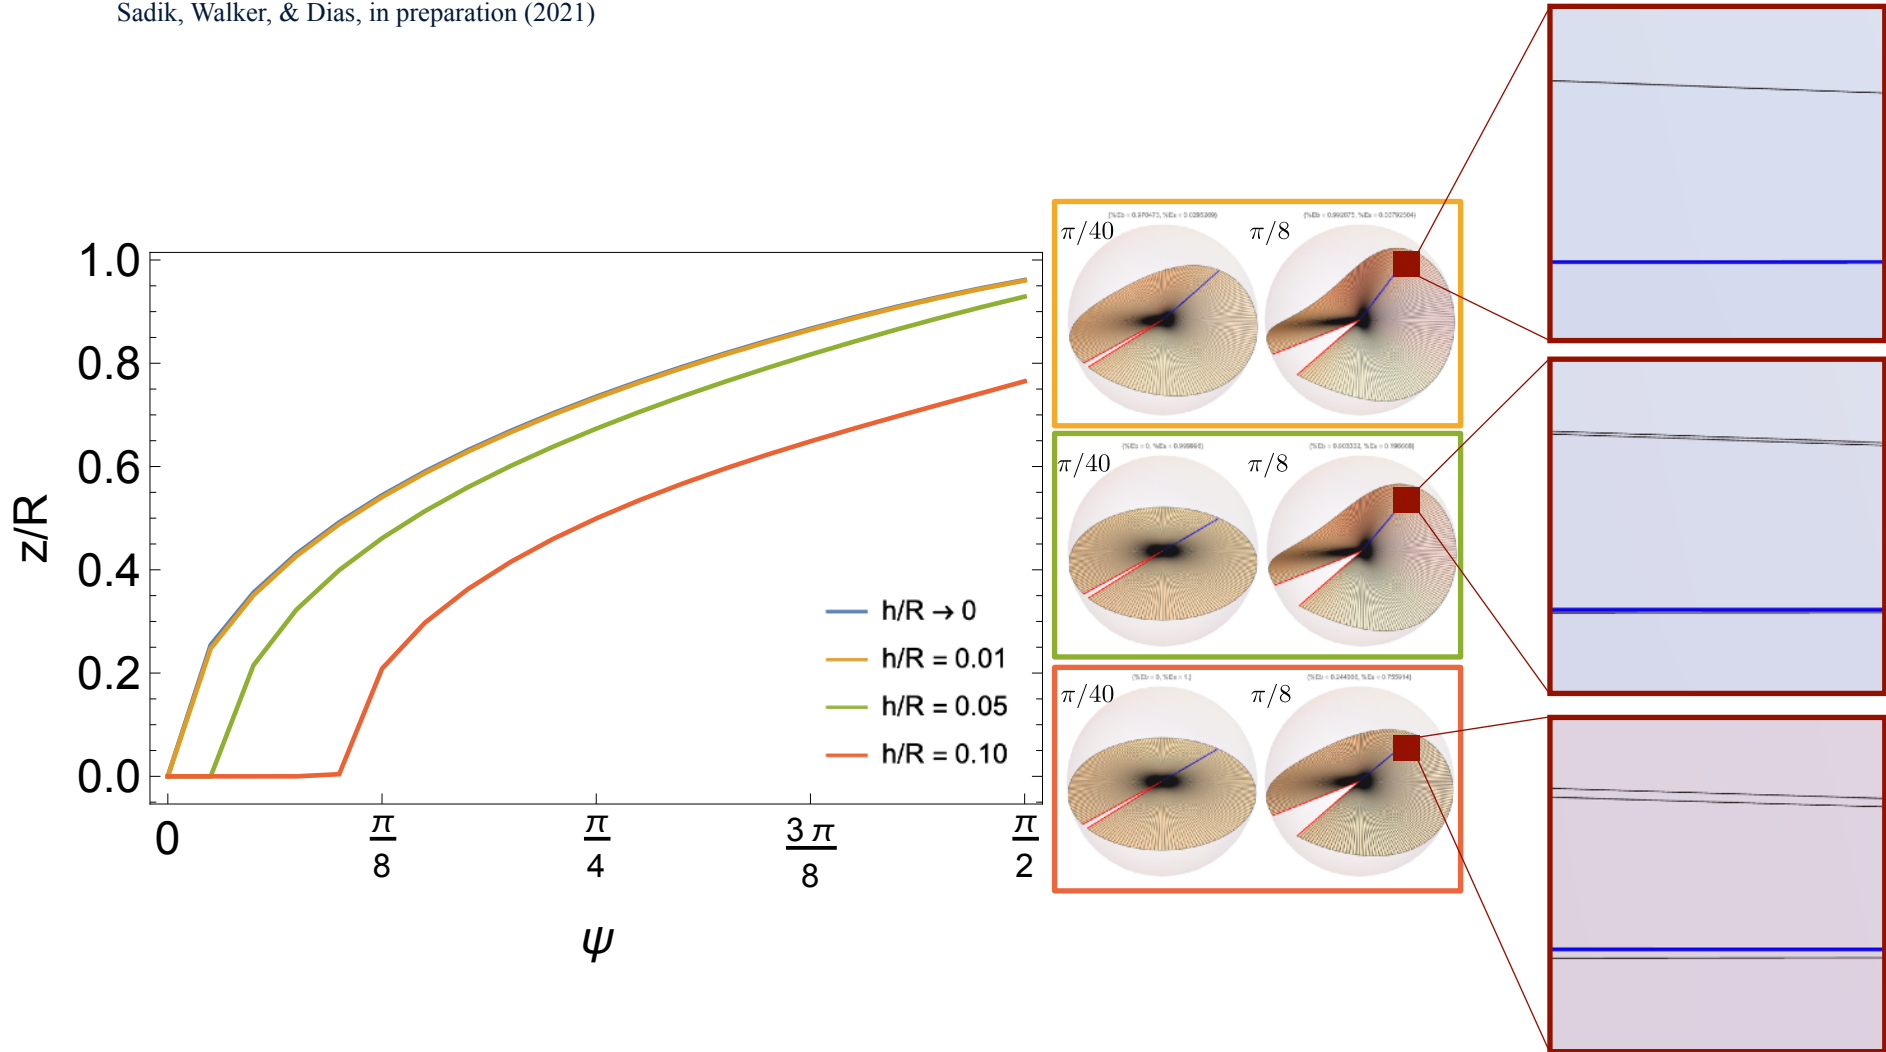 Sadik, Walker, & Dias, in preparation (2021)
z/R
1.0
0.8
0.6
0.4
0.2
0.0
0
π/8
π/4
3π/8
π/2
ψ
h/R → 0
h/R = 0.01
h/R = 0.05
h/R = 0.10
π/40
π/8
π/40
π/8
π/40
π/8